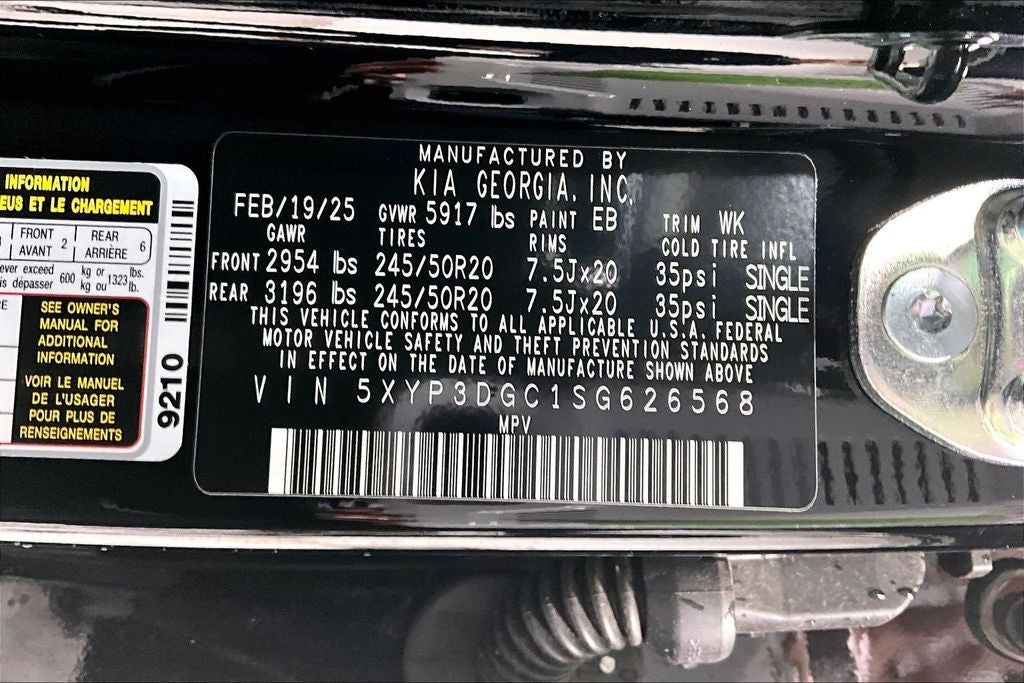 MANUFACTURED BY
KIA GEORGIA, INC.
FEB/19/25 GVWR 5917 lbs PAINT EB TRIM WK
GAWR TIRES RIMS COLD TIRE INFL
FRONT 2954 lbs 245/50R20 7.5Jx20 35psi SINGLE
REAR 3196 lbs 245/50R20 7.5Jx20 35psi SINGLE
THIS VEHICLE CONFORMS TO ALL APPLICABLE U.S.A. FEDERAL
MOTOR VEHICLE SAFETY AND THEFT PREVENTION STANDARDS
IN EFFECT ON THE DATE OF MANUFACTURE SHOWN ABOVE
VIN 5XYP3DGC1SG626568
MPV
INFORMATION
ET LE CHARGEMENT
FRONT AVANT 2 REAR ARRIÈRE 6
exceed 600 kg or 1323 lbs.
dépasser kg ou lb.
SEE OWNER'S
MANUAL FOR
ADDITIONAL
INFORMATION
VOIR LE MANUEL
DE L'USAGER
POUR PLUS DE
RENSEIGNEMENTS
9210